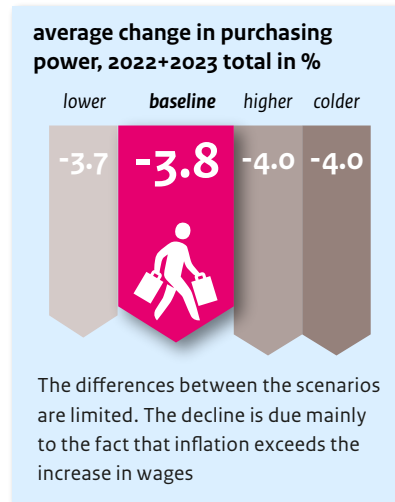 average change in purchasing
power, 2022+2023 total in %
lower baseline higher colder
-3.7 -3.8 -4.0 -4.0
The differences between the scenarios
are limited. The decline is due mainly
to the fact that inflation exceeds the
increase in wages